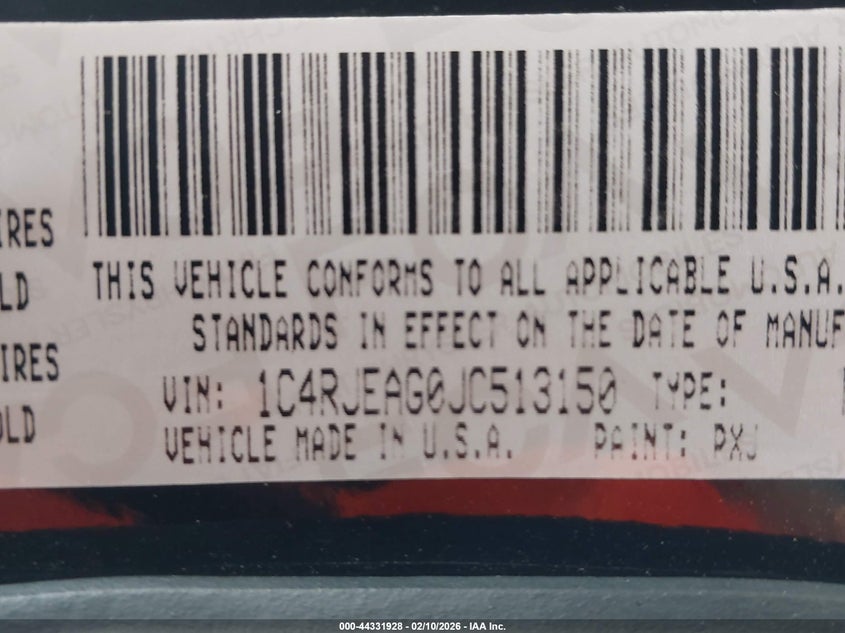 IRES
LD
IRES
OLD
THIS VEHICLE CONFORMS TO ALL APPLICABLE U.S.A.
STANDARDS IN EFFECT ON THE DATE OF MANUF
VIN: 1C4RJEAG0JC513150 TYPE:
VEHICLE MADE IN U.S.A. PAINT: PXJ
000-44331928 - 02/10/2026 - IAA Inc.